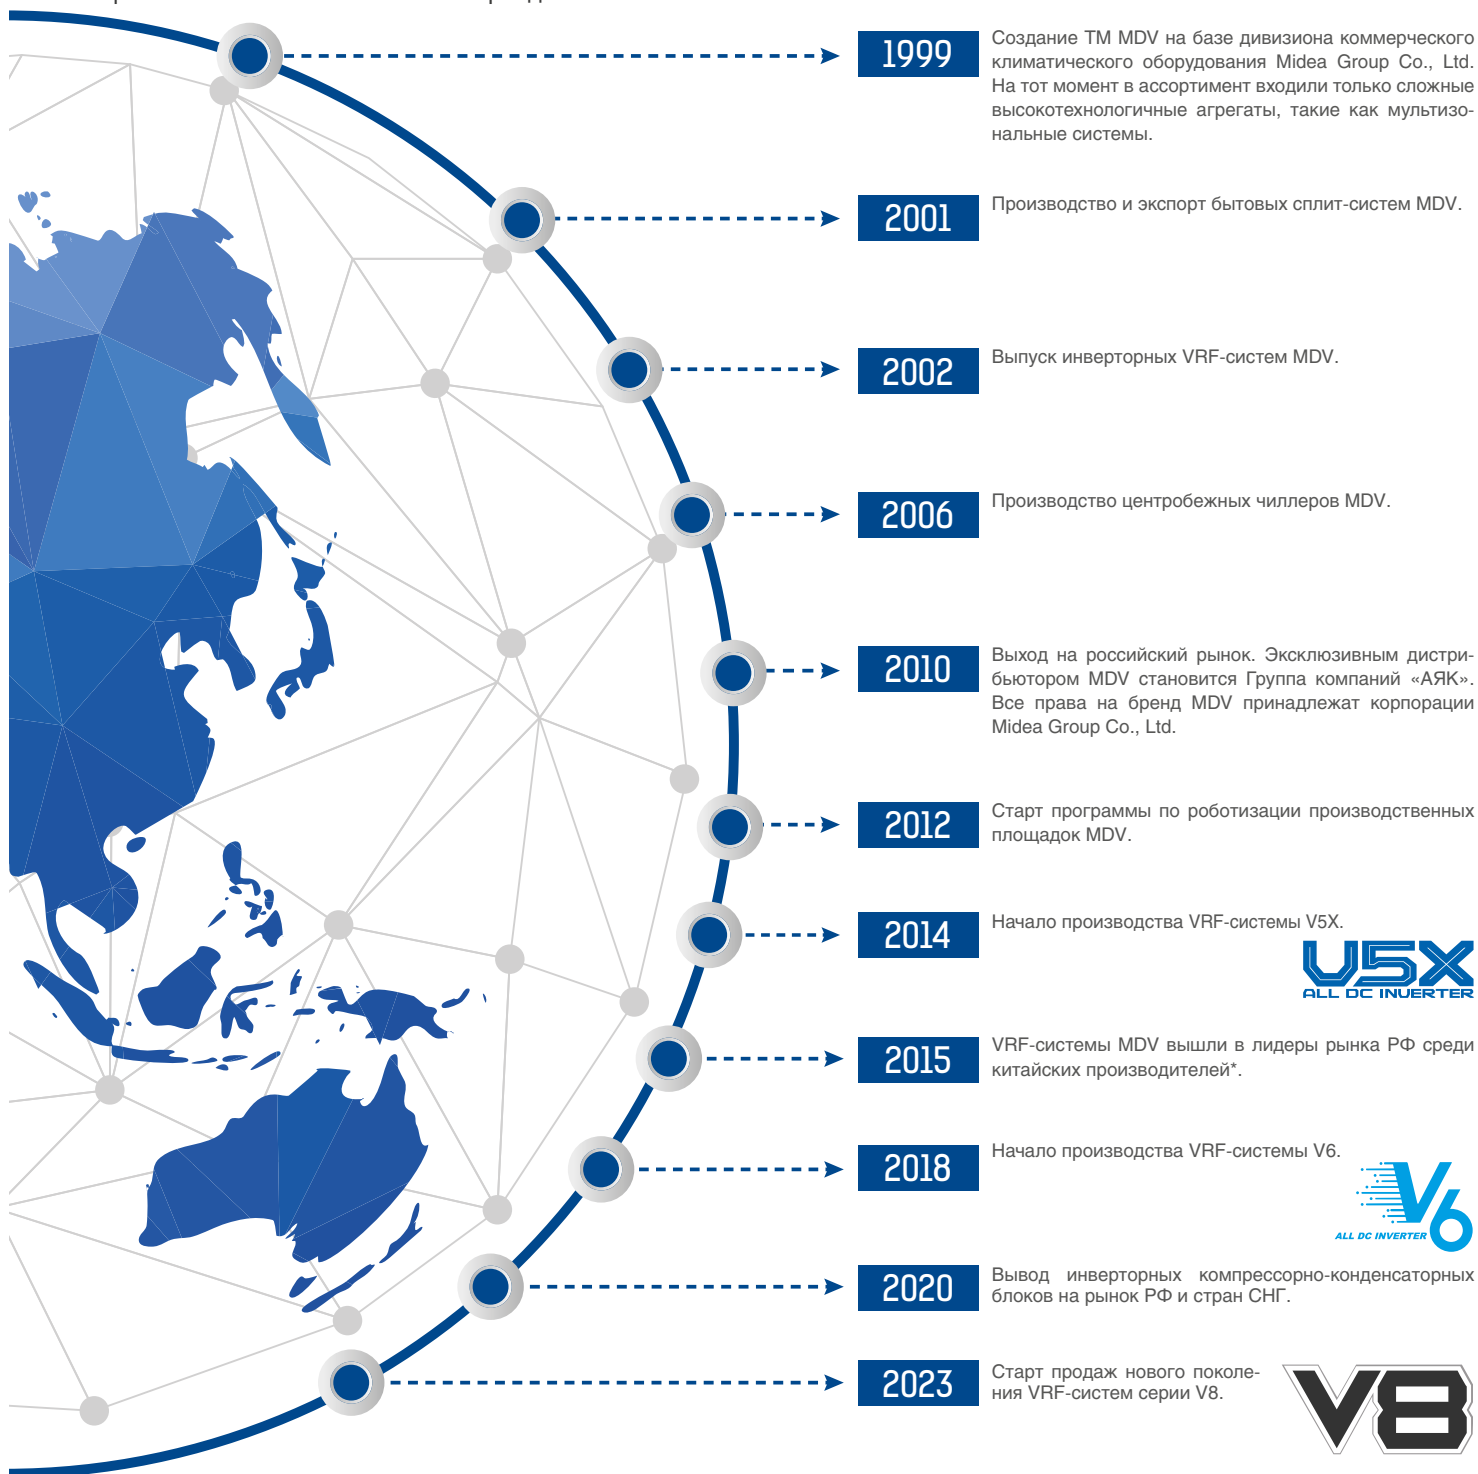 1999
Создание ТМ MDV на базе дивизиона коммерческого
климатического оборудования Midea Group Co., Ltd.
На тот момент в ассортимент входили только сложные
высокотехнологичные агрегаты, такие как мультизо-
нальные системы.
2001
Производство и экспорт бытовых сплит-систем MDV.
2002
Выпуск инверторных VRF-систем MDV.
2006
Производство центробежных чиллеров MDV.
2010
Выход на российский рынок. Эксклюзивным дистри-
бьютором MDV становится Группа компаний «АЯК».
Все права на бренд MDV принадлежат корпорации
Midea Group Co., Ltd.
2012
Старт программы по роботизации производственных
площадок MDV.
2014
Начало производства VRF-системы V5X.
V5X
ALL DC INVERTER
2015
VRF-системы MDV вышли в лидеры рынка РФ среди
китайских производителей*.
2018
Начало производства VRF-системы V6.
V6
ALL DC INVERTER
2020
Вывод инверторных компрессорно-конденсаторных
блоков на рынок РФ и стран СНГ.
2023
Старт продаж нового поколе-
ния VRF-систем серии V8.
V8